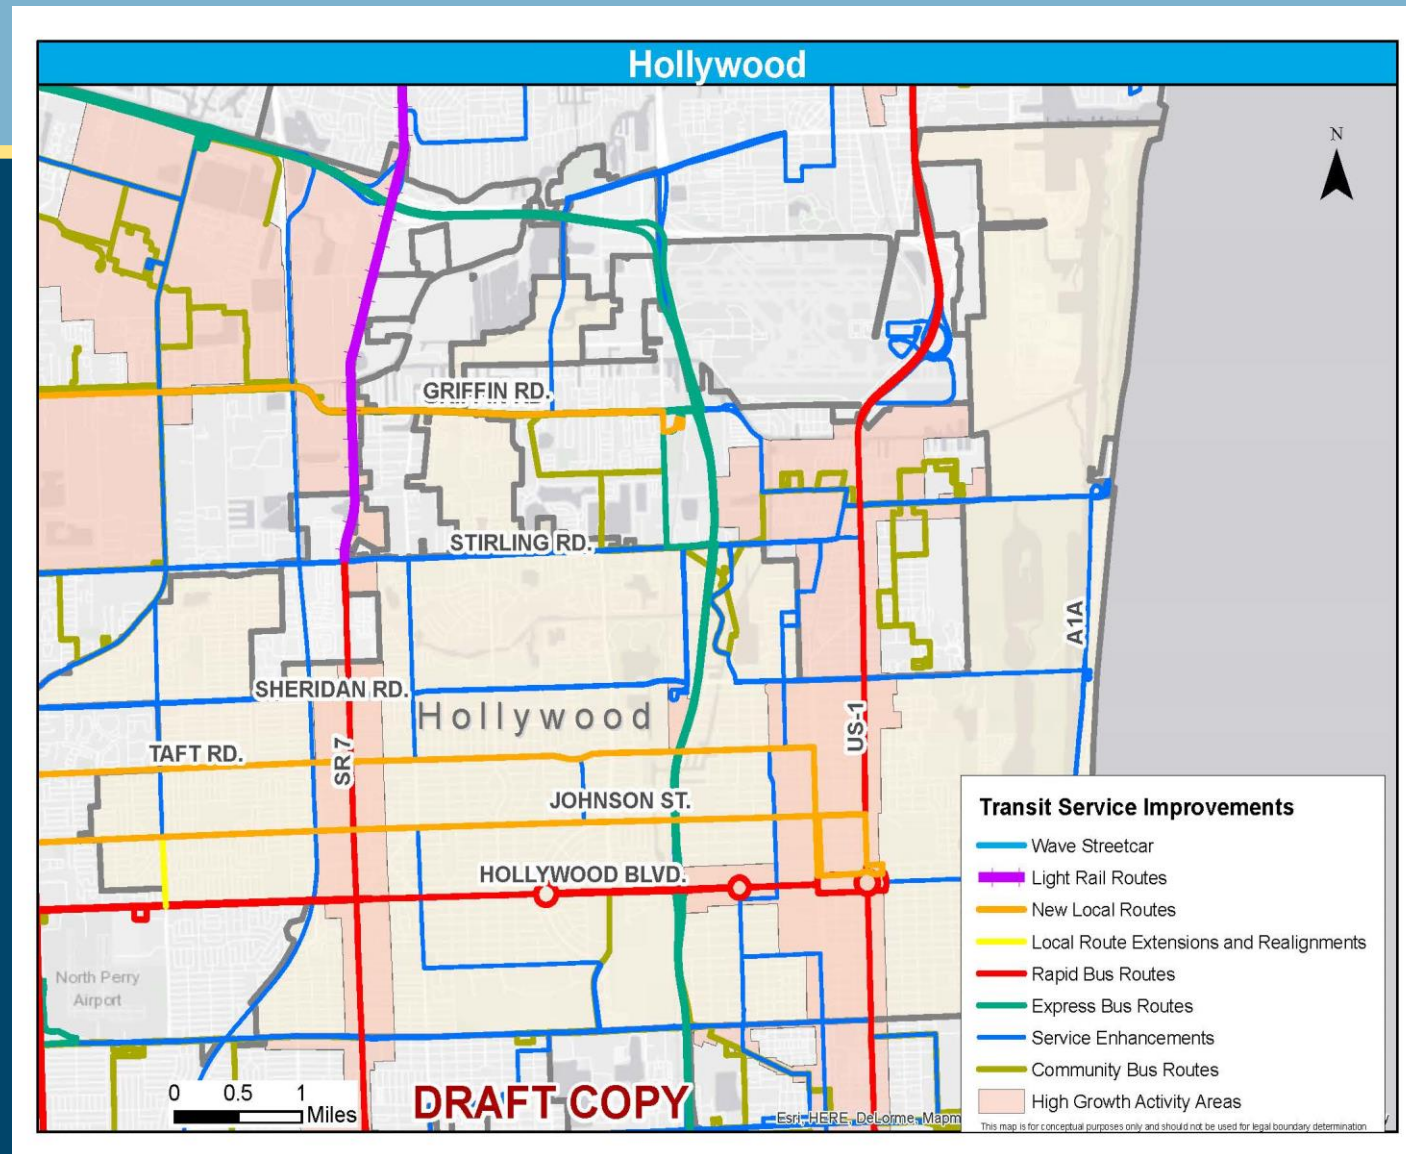 Hollywood
N
GRIFFIN RD.
STIRLING RD.
A1A
SHERIDAN RD.
Hollywood
US-1
TAFT RD.
SR 7
JOHNSON ST.
HOLLYWOOD BLVD.
North Perry
Airport
Transit Service Improvements
Wave Streetcar
Light Rail Routes
New Local Routes
Local Route Extensions and Realignments
Rapid Bus Routes
Express Bus Routes
Service Enhancements
Community Bus Routes
High Growth Activity Areas
This map is for conceptual purposes only and should not be used for legal boundary determination
0 0.5 1
Miles
DRAFT COPY
Esri, HERE, DeLorme, Mapm